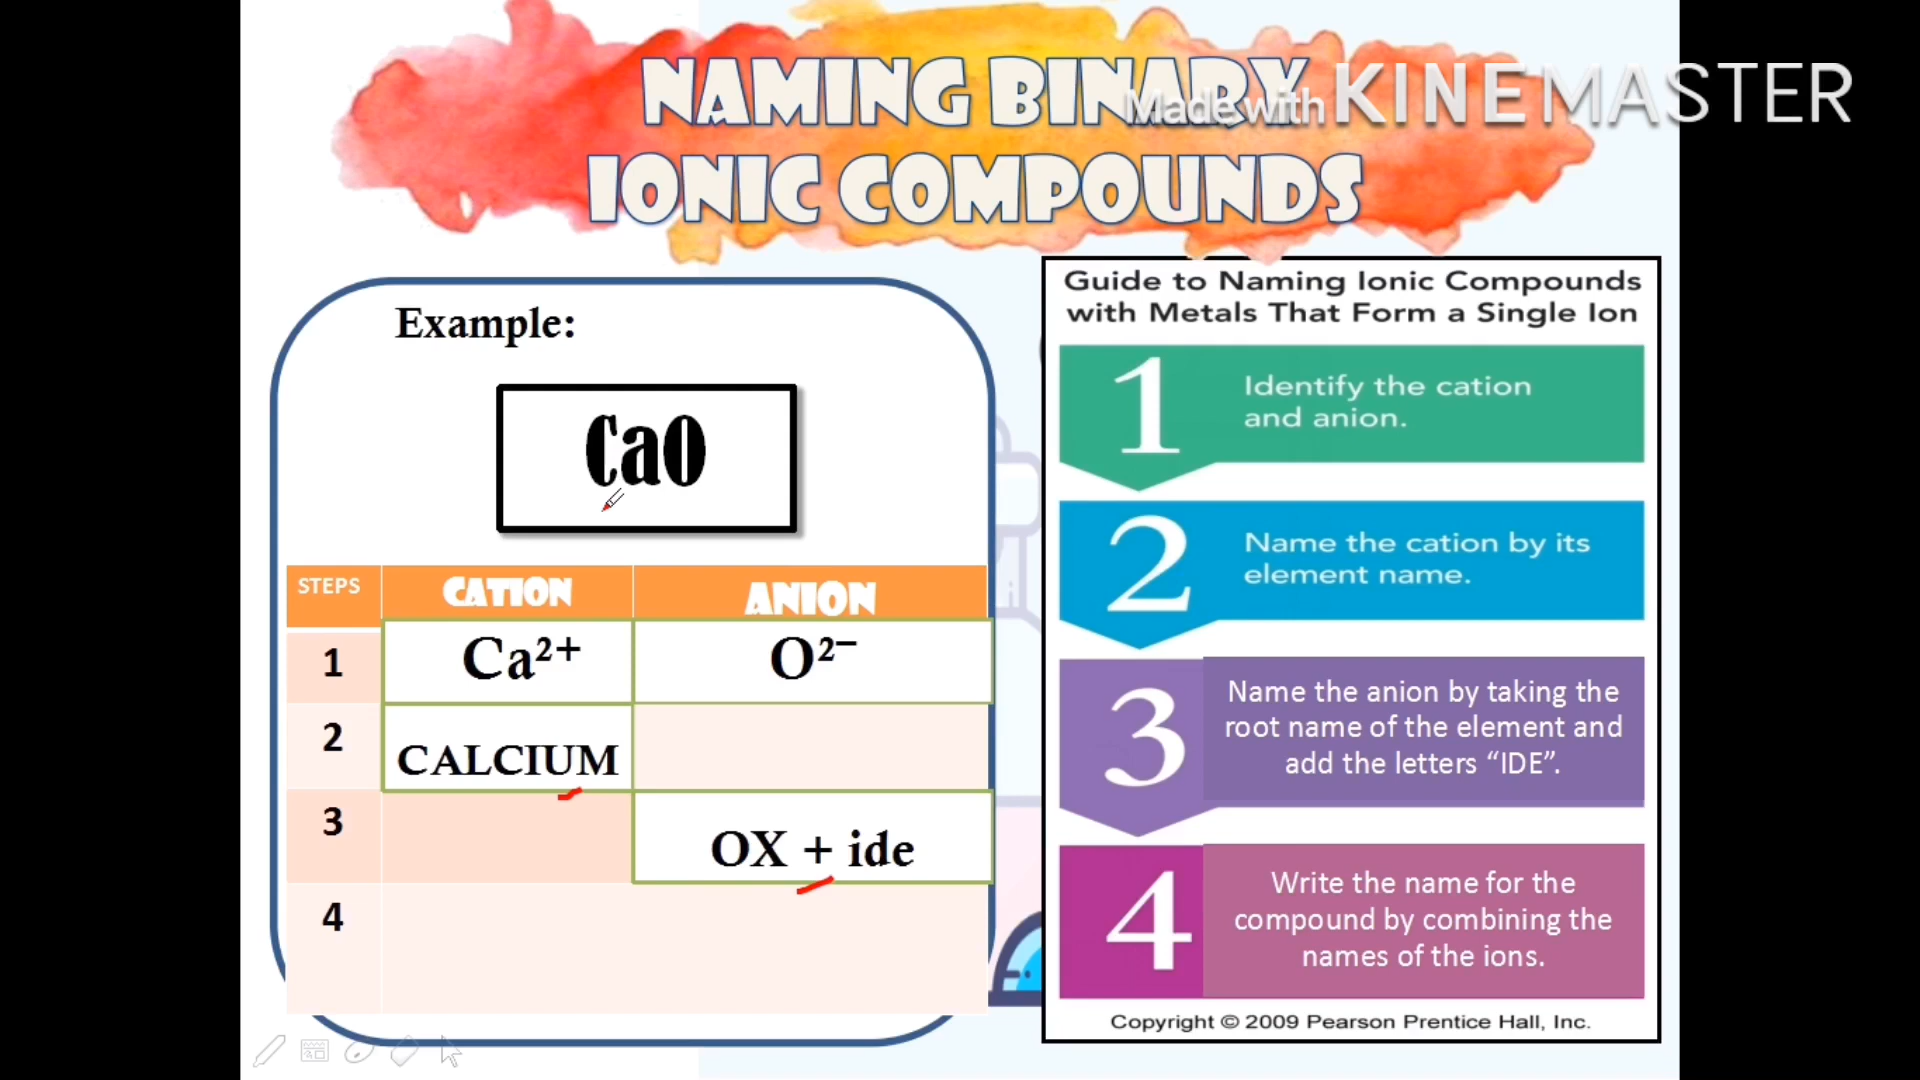 NAMING BINARY
IONIC COMPOUNDS
Made with KINEMASTER
Example:
CaO
STEPS CATION ANION
1 Ca²⁺ O²⁻
2 CALCIUM
3 OX + ide
4
Guide to Naming Ionic Compounds
with Metals That Form a Single Ion
1 Identify the cation
and anion.
2 Name the cation by its
element name.
3 Name the anion by taking the
root name of the element and
add the letters “IDE”.
4 Write the name for the
compound by combining the
names of the ions.
Copyright © 2009 Pearson Prentice Hall, Inc.